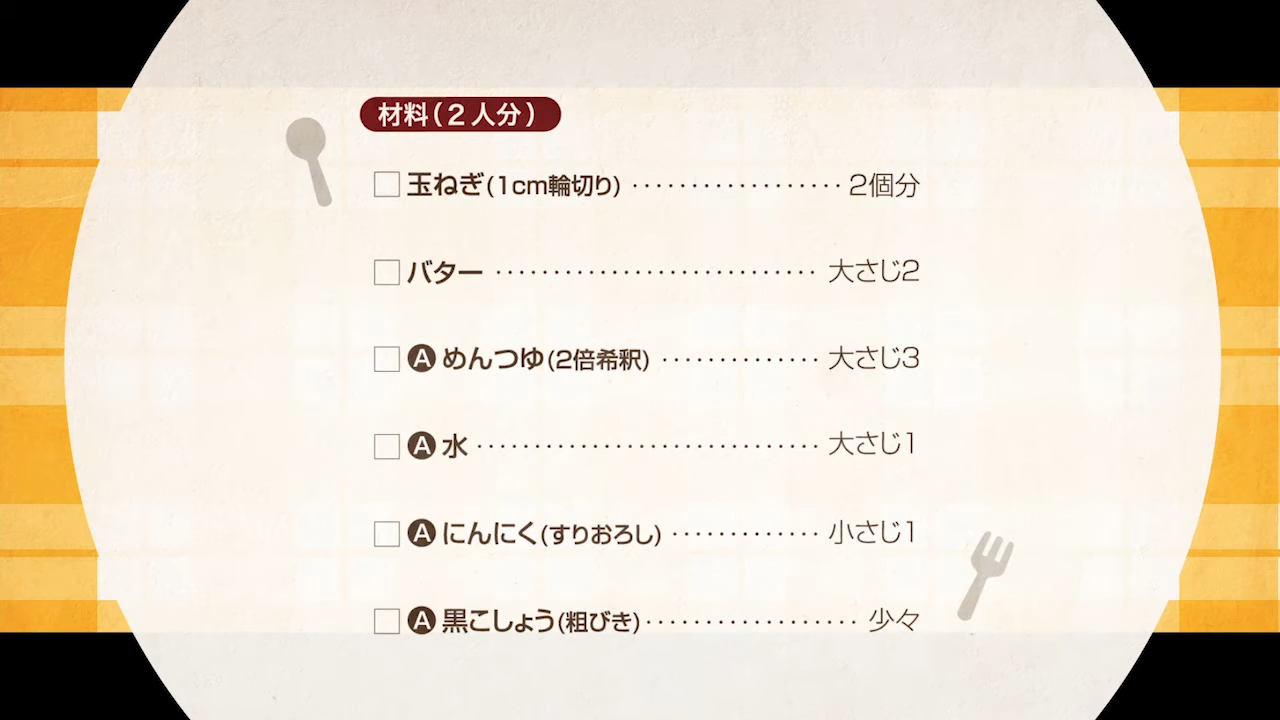 材料(2人分)
玉ねぎ(1cm輪切り) ·················· 2個分
バター ···························· 大さじ2
A めんつゆ(2倍希釈) ·············· 大さじ3
A 水 ······························ 大さじ1
A にんにく(すりおろし) ············· 小さじ1
A 黒こしょう(粗びき) ·················· 少々